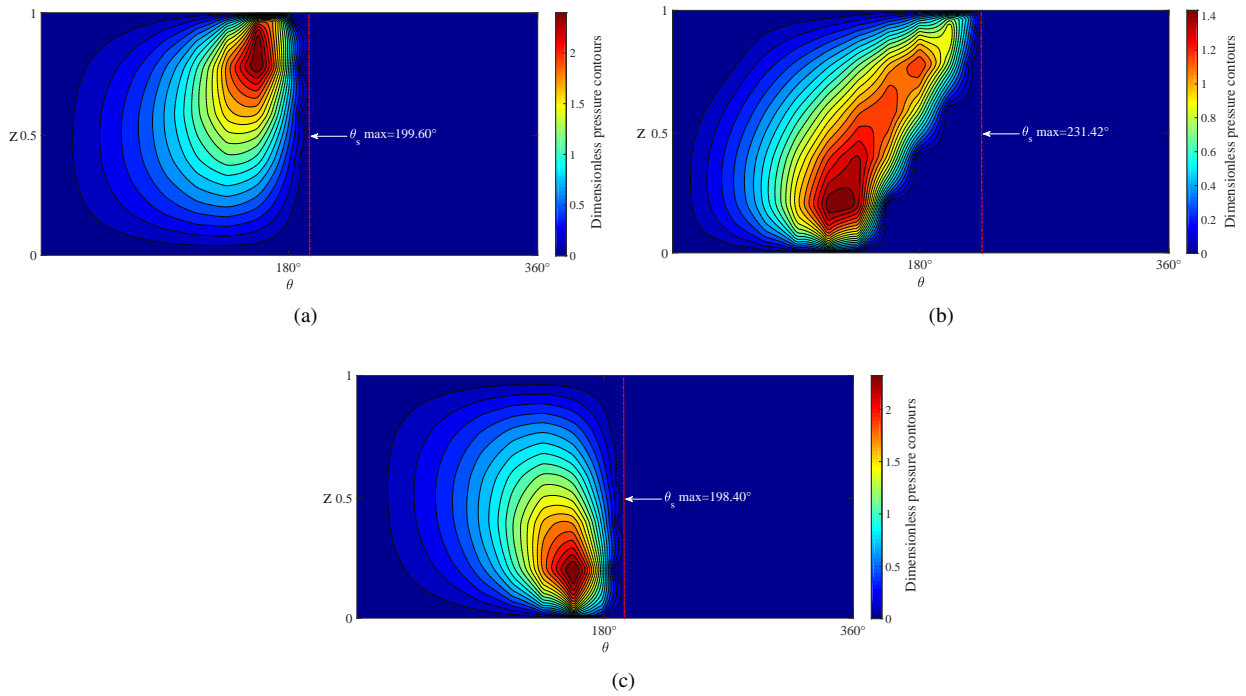 1
Z 0.5
0
180°
360°
θ
θ_s max=199.60°
2
1.5
1
0.5
0
Dimensionless pressure contours
(a)
1
Z 0.5
0
180°
360°
θ
θ_s max=231.42°
1.4
1.2
1
0.8
0.6
0.4
0.2
0
Dimensionless pressure contours
(b)
1
Z 0.5
0
180°
360°
θ
θ_s max=198.40°
2
1.5
1
0.5
0
Dimensionless pressure contours
(c)